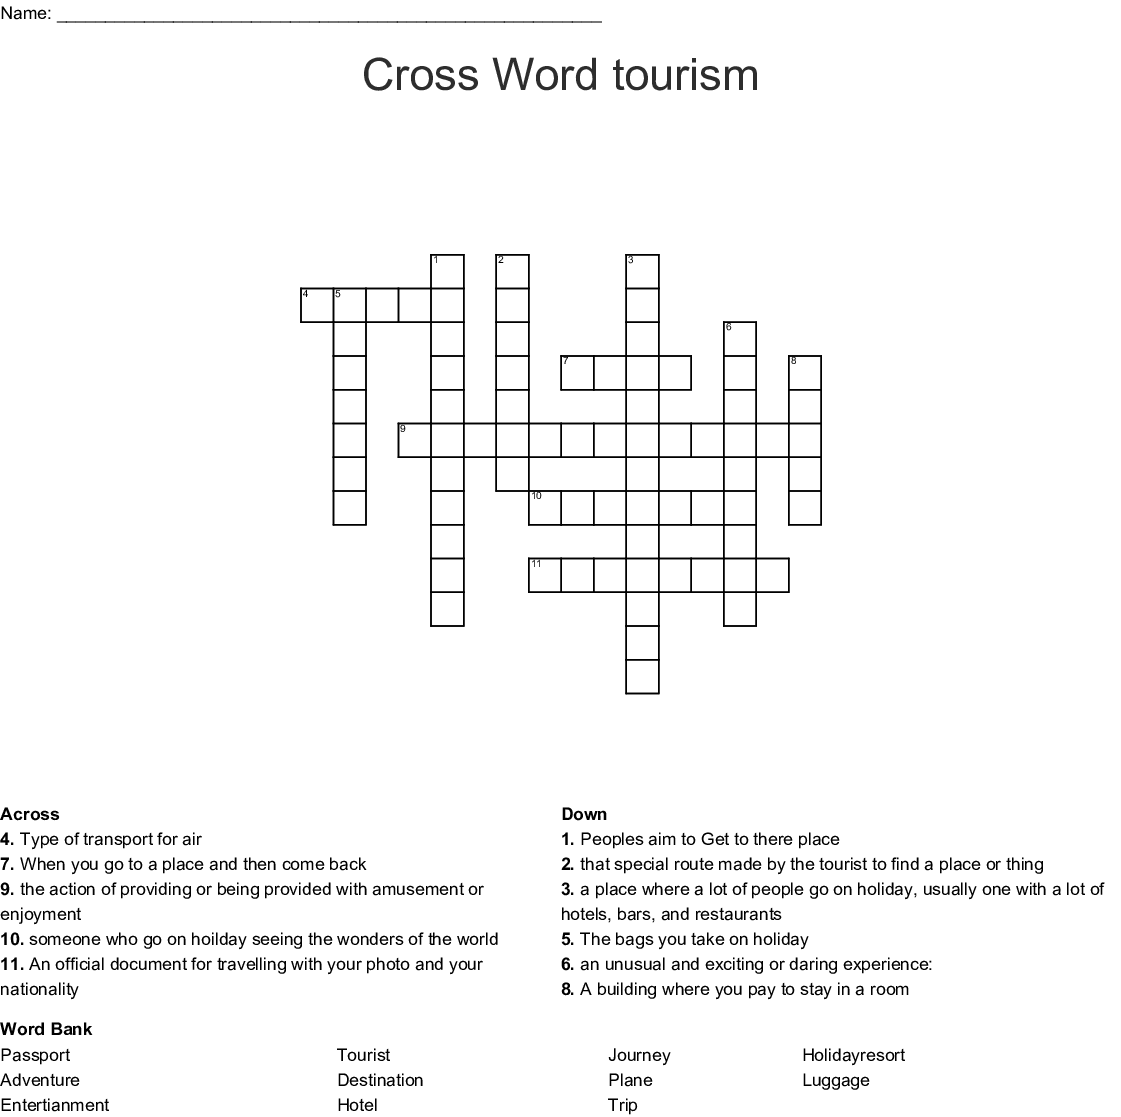 Name: ______________________________________________________
Cross Word tourism
1 2 3
4 5
6
7 8
9
10
11
Across
4. Type of transport for air
7. When you go to a place and then come back
9. the action of providing or being provided with amusement or
enjoyment
10. someone who go on hoilday seeing the wonders of the world
11. An official document for travelling with your photo and your
nationality
Down
1. Peoples aim to Get to there place
2. that special route made by the tourist to find a place or thing
3. a place where a lot of people go on holiday, usually one with a lot of
hotels, bars, and restaurants
5. The bags you take on holiday
6. an unusual and exciting or daring experience:
8. A building where you pay to stay in a room
Word Bank
Passport Tourist Journey Holidayresort
Adventure Destination Plane Luggage
Entertianment Hotel Trip